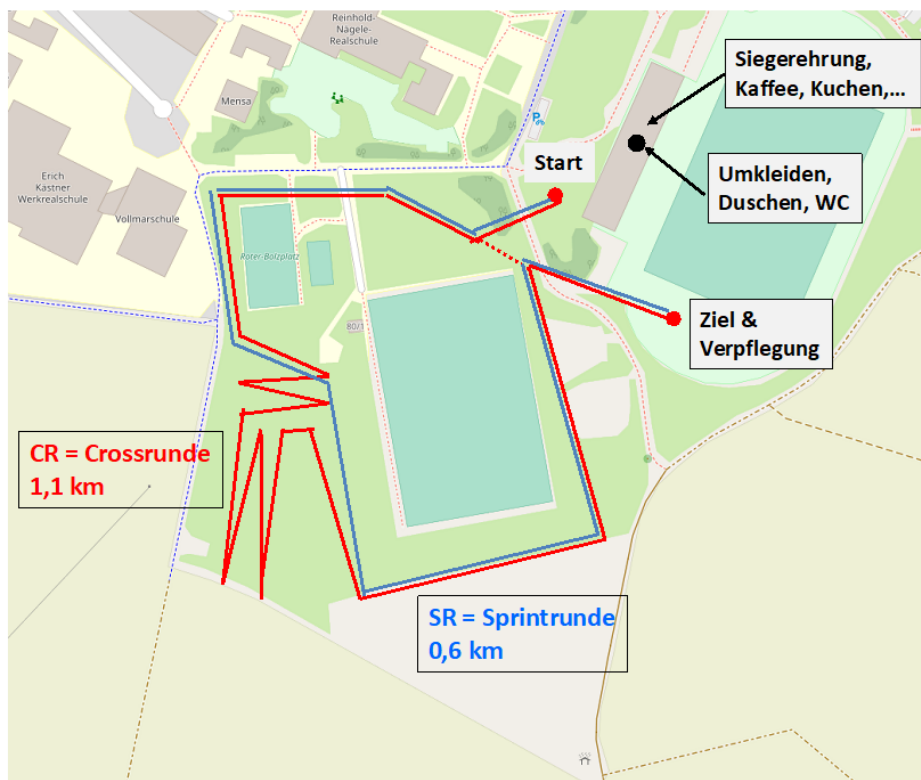 Reinhold-
Nägele-
Realschule
Mensa
Erich
Kästner
Werkrealschule
Vollmarschule
P
Start
Siegerehrung,
Kaffee, Kuchen,...
Umkleiden,
Duschen, WC
Roter Bolzplatz
80/1
Ziel &
Verpflegung
CR = Crossrunde
1,1 km
SR = Sprintrunde
0,6 km